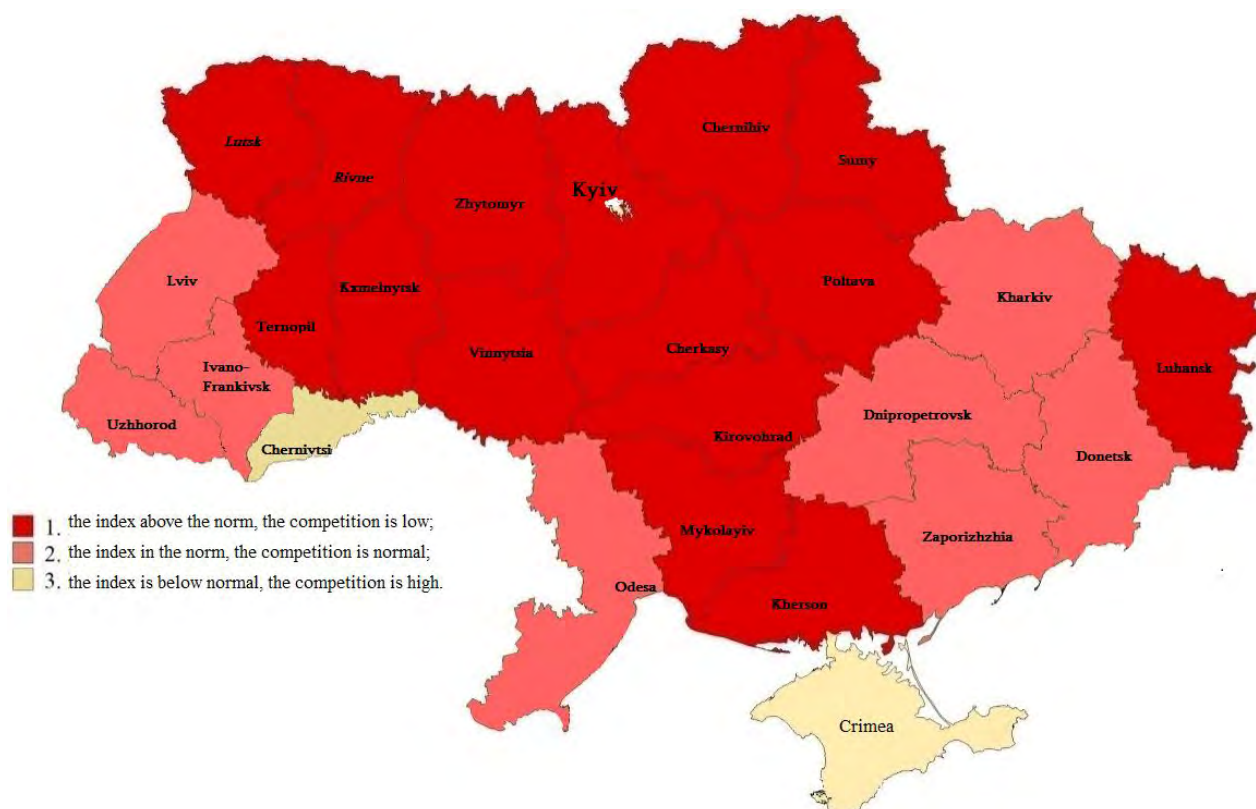 Chernihiv
Lutsk
Sumy
Rivne
Kyiv
Zhytomyr
Lviv
Kxmelnyrsk
Poltava
Kharkiv
Ternopil
Vinnytsia
Cherkasy
Luhansk
Ivano-
Frankivsk
Uzhhorod
Dnipropetrovsk
Chernivtsi
Kirovohrad
Donetsk
1. the index above the norm, the competition is low;
2. the index in the norm, the competition is normal;
3. the index is below normal, the competition is high.
Mykolayiv
Zaporizhzhia
Odesa
Kherson
Crimea